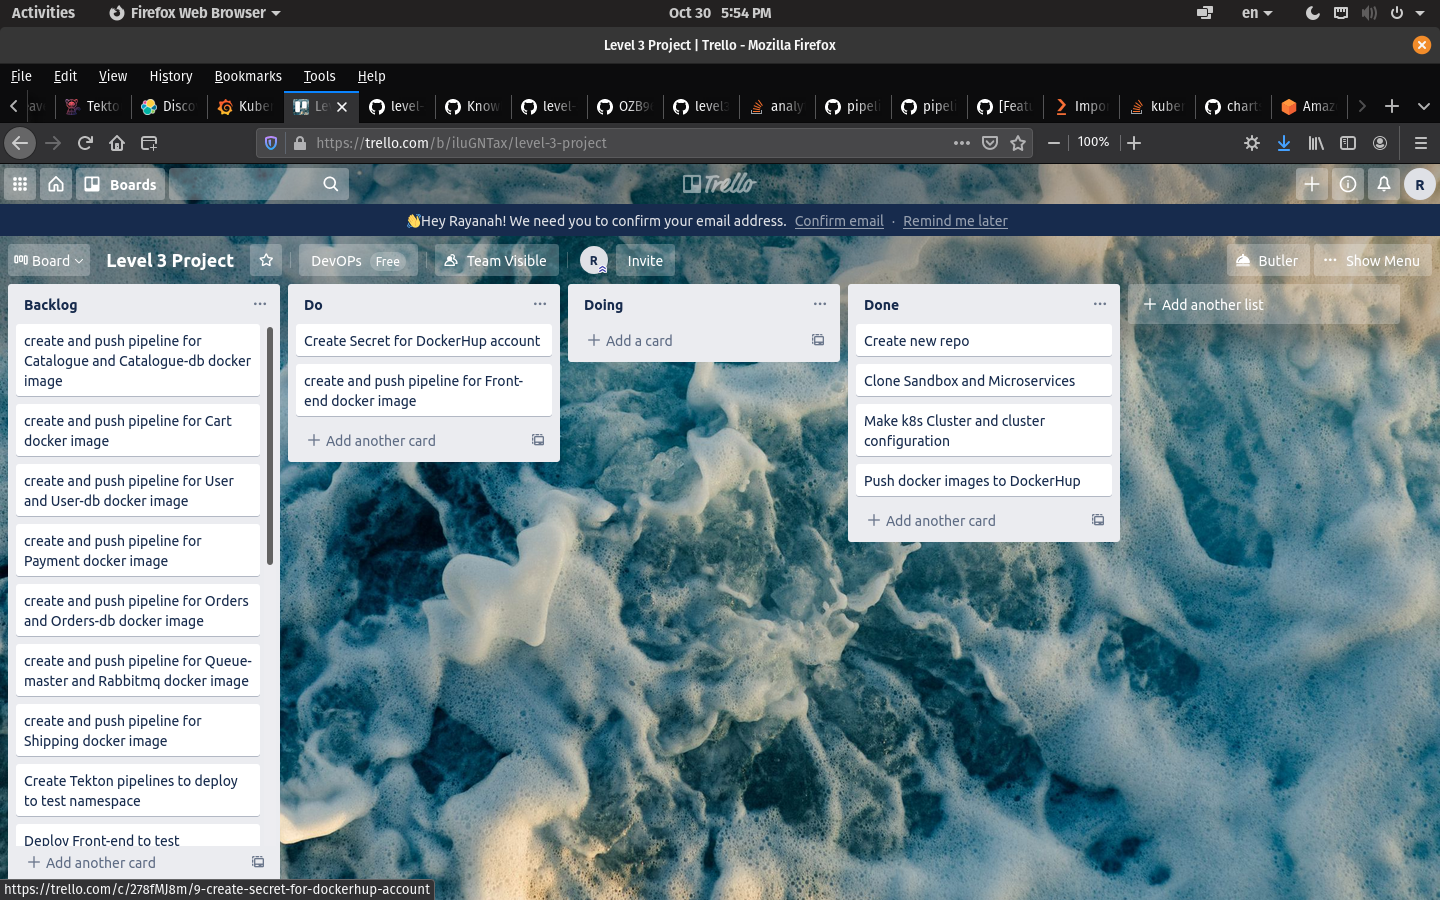 Activities Firefox Web Browser Oct 30 5:54 PM en
Level 3 Project | Trello - Mozilla Firefox
File Edit View History Bookmarks Tools Help
Tekto Disco Kube Le level- Know level- OZB9 level3 analy pipeli pipeli [Featu Impor kuber chart Amaz
https://trello.com/b/iluGNTax/level-3-project 100%
Boards Trello R
👋Hey Rayanah! We need you to confirm your email address. Confirm email · Remind me later
Board Level 3 Project DevOPs Free Team Visible R Invite Butler ··· Show Menu
Backlog
create and push pipeline for
Catalogue and Catalogue-db docker
image
create and push pipeline for Cart
docker image
create and push pipeline for User
and User-db docker image
create and push pipeline for
Payment docker image
create and push pipeline for Orders
and Orders-db docker image
create and push pipeline for Queue-
master and Rabbitmq docker image
create and push pipeline for
Shipping docker image
Create Tekton pipelines to deploy
to test namespace
Deploy Front-end to test
+ Add another card
Do
Create Secret for DockerHup account
create and push pipeline for Front-
end docker image
+ Add another card
Doing
+ Add a card
Done
Create new repo
Clone Sandbox and Microservices
Make k8s Cluster and cluster
configuration
Push docker images to DockerHup
+ Add another card
+ Add another list
https://trello.com/c/278fMJ8m/9-create-secret-for-dockerhup-account